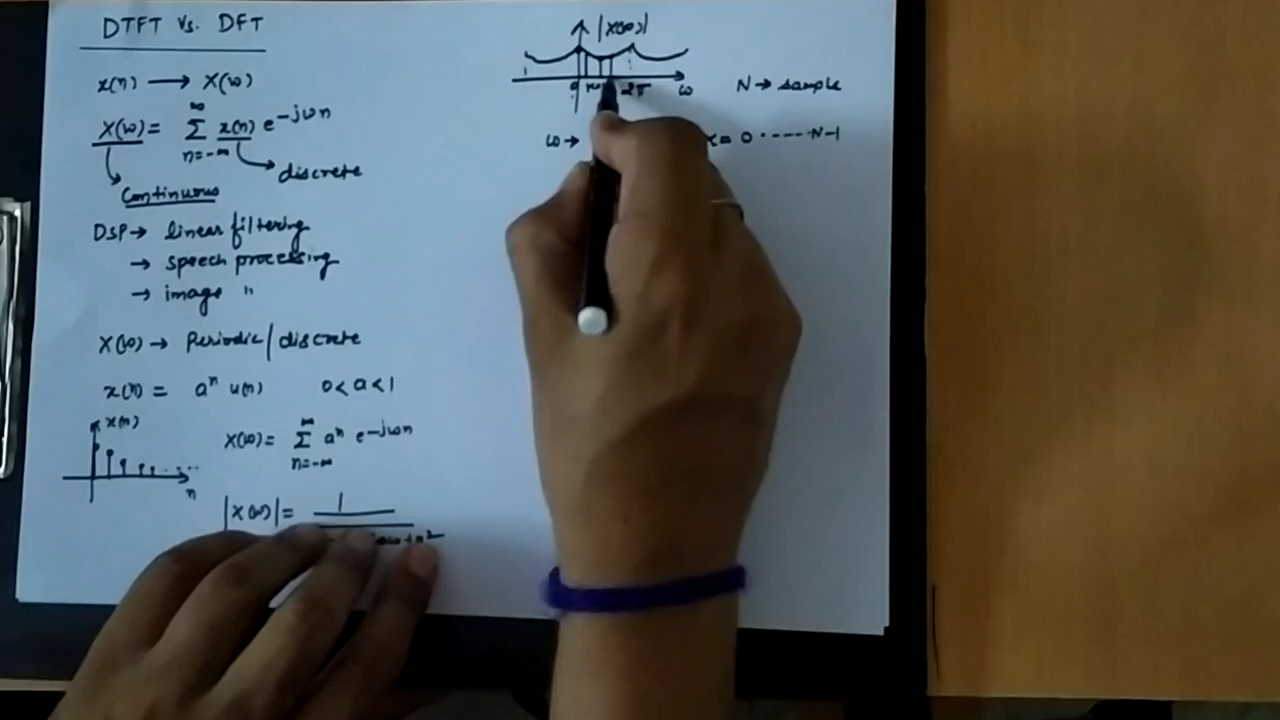 DTFT Vs. DFT
x(n) → X(ω)
X(ω) = ∞ Σ n=-∞ x(n) e^-jωn
discrete
Continuous
DSP → linear filtering
→ speech processing
→ image "
X(ω) → Periodic/discrete
x(n) = a^n u(n) 0<a<1
x(n)
n
X(ω) = ∞ Σ n=-∞ a^n e^-jωn
|X(ω)| = 1
|X(ω)|
0 π 2π ω
N → sample
ω → k = 0 ---- N-1